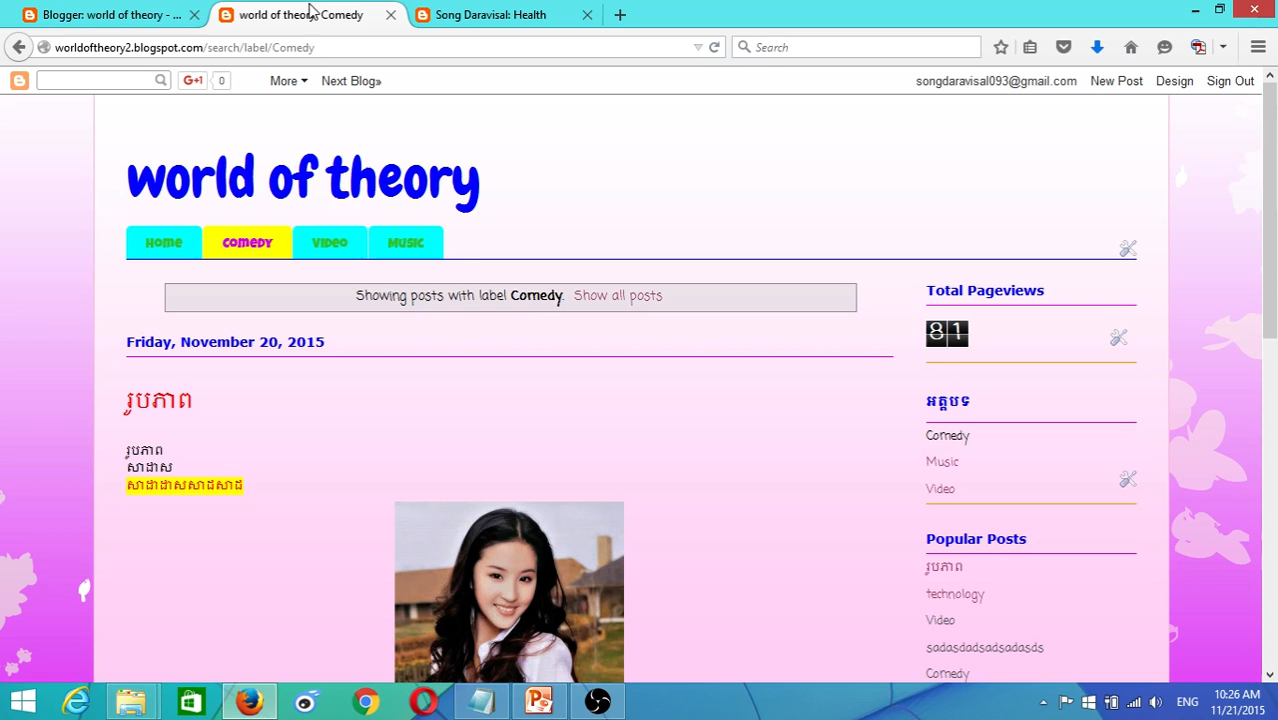 Blogger: world of theory - ...
world of theory: Comedy
Song Daravisal: Health
worldoftheory2.blogspot.com/search/label/Comedy
Search
G+1 0 More Next Blog»
songdaravisal093@gmail.com New Post Design Sign Out
world of theory
Home Comedy Video Music
Showing posts with label Comedy. Show all posts
Friday, November 20, 2015
រូបភាព
រូបភាព
សាដាស
សាដាដាសសាដសាដ
Total Pageviews
81
អត្ថបទ
Comedy
Music
Video
Popular Posts
រូបភាព
technology
Video
sadasdadsadsadasds
Comedy
ENG
10:26 AM
11/21/2015